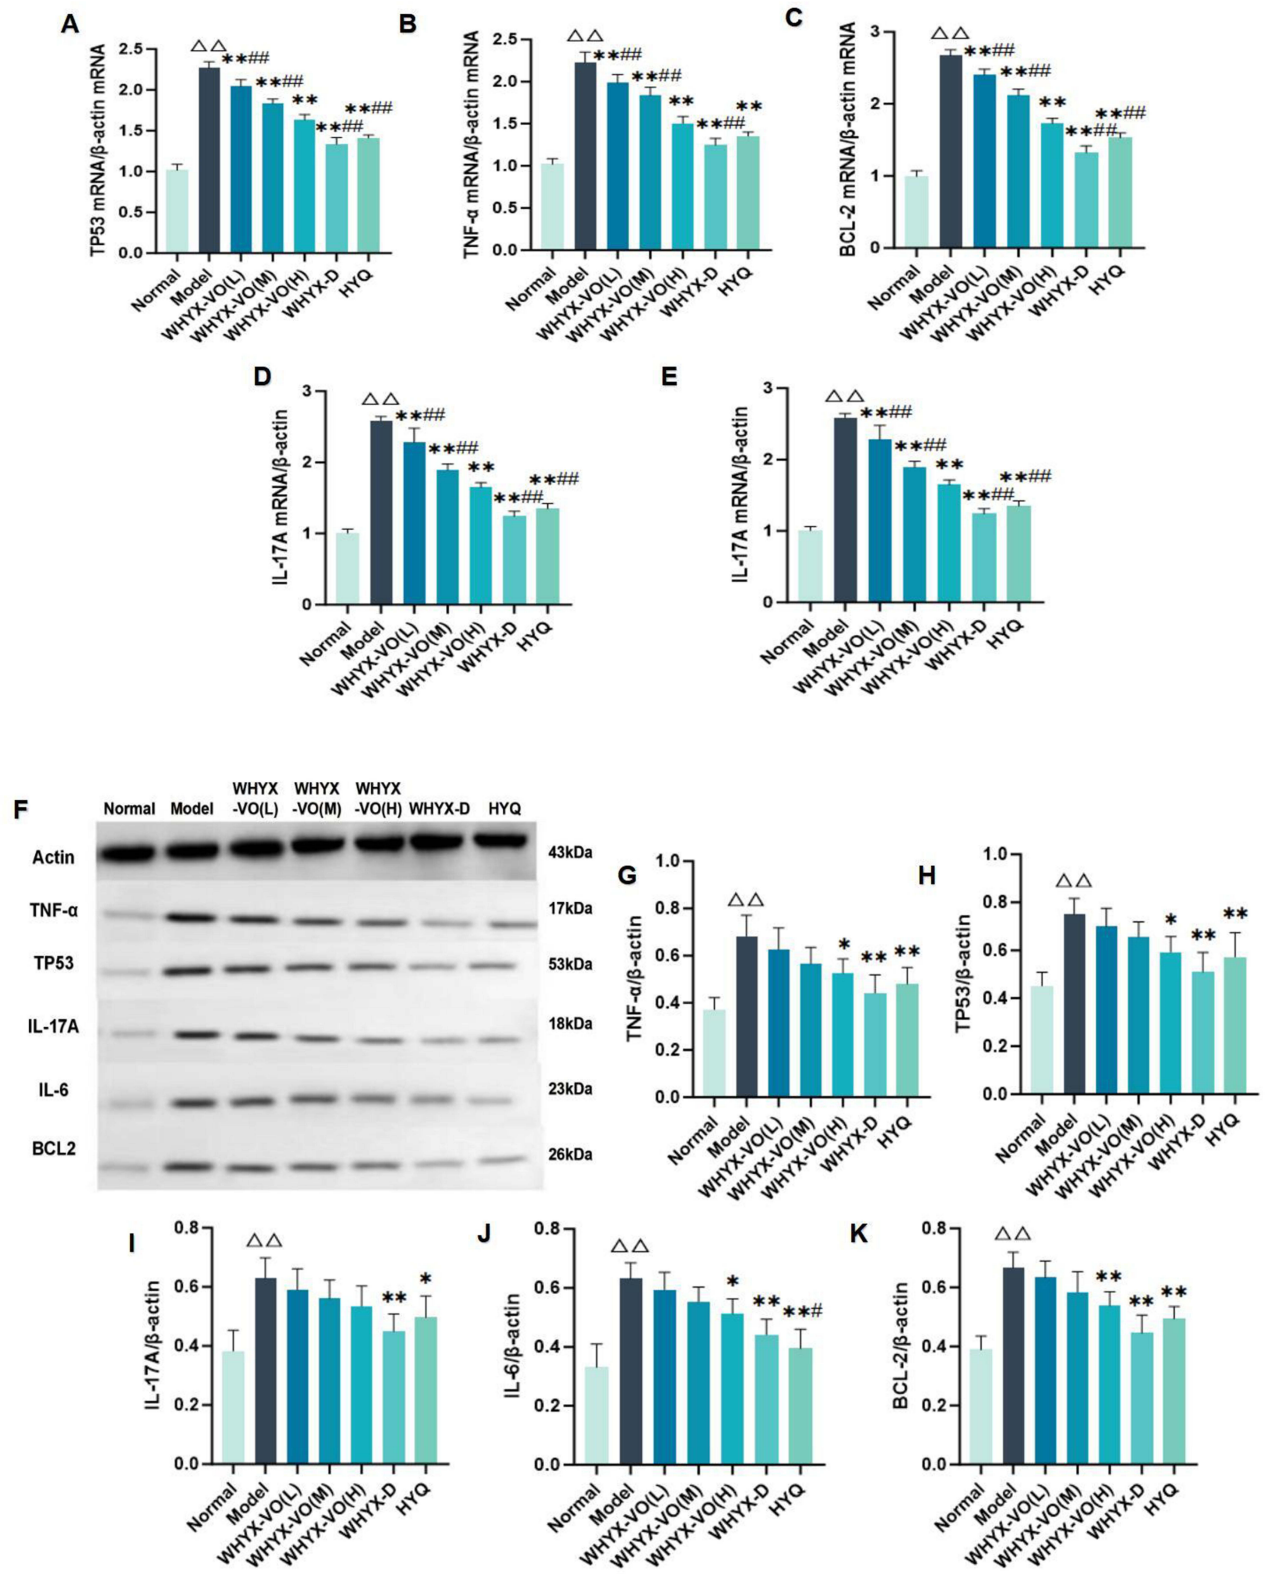 A
TP53 mRNA/β-actin mRNA
2.5
2.0
1.5
1.0
0.5
0.0
△△
**##
**##
**
**##
**##
Normal
Model
WHYX-VO(L)
WHYX-VO(M)
WHYX-VO(H)
WHYX-D
HYQ
B
TNF-α mRNA/β-actin mRNA
2.5
2.0
1.5
1.0
0.5
0.0
△△
**##
**##
**
**##
**
Normal
Model
WHYX-VO(L)
WHYX-VO(M)
WHYX-VO(H)
WHYX-D
HYQ
C
BCL-2 mRNA/β-actin mRNA
3
2
1
0
△△
**##
**##
**
**##
**##
Normal
Model
WHYX-VO(L)
WHYX-VO(M)
WHYX-VO(H)
WHYX-D
HYQ
D
IL-17A mRNA/β-actin
3
2
1
0
△△
**##
**##
**
**##
**##
Normal
Model
WHYX-VO(L)
WHYX-VO(M)
WHYX-VO(H)
WHYX-D
HYQ
E
IL-17A mRNA/β-actin
3
2
1
0
△△
**##
**##
**
**##
**##
Normal
Model
WHYX-VO(L)
WHYX-VO(M)
WHYX-VO(H)
WHYX-D
HYQ
F
Normal
Model
WHYX
-VO(L)
WHYX
-VO(M)
WHYX
-VO(H)
WHYX-D
HYQ
Actin
43kDa
TNF-α
17kDa
TP53
53kDa
IL-17A
18kDa
IL-6
23kDa
BCL2
26kDa
G
TNF-α/β-actin
1.0
0.8
0.6
0.4
0.2
0.0
△△
*
**
**
Normal
Model
WHYX-VO(L)
WHYX-VO(M)
WHYX-VO(H)
WHYX-D
HYQ
H
TP53/β-actin
1.0
0.8
0.6
0.4
0.2
0.0
△△
*
**
**
Normal
Model
WHYX-VO(L)
WHYX-VO(M)
WHYX-VO(H)
WHYX-D
HYQ
I
IL-17A/β-actin
0.8
0.6
0.4
0.2
0.0
△△
**
*
Normal
Model
WHYX-VO(L)
WHYX-VO(M)
WHYX-VO(H)
WHYX-D
HYQ
J
IL-6/β-actin
0.8
0.6
0.4
0.2
0.0
△△
*
**
**#
Normal
Model
WHYX-VO(L)
WHYX-VO(M)
WHYX-VO(H)
WHYX-D
HYQ
K
BCL-2/β-actin
0.8
0.6
0.4
0.2
0.0
△△
**
**
**
Normal
Model
WHYX-VO(L)
WHYX-VO(M)
WHYX-VO(H)
WHYX-D
HYQ